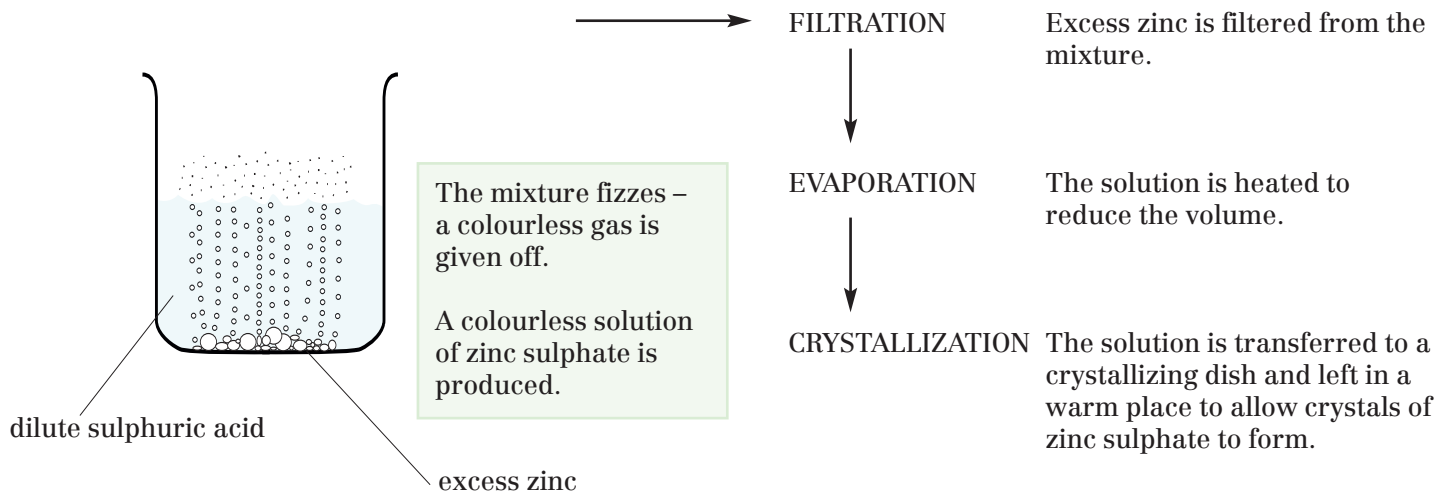 FILTRATION
Excess zinc is filtered from the
mixture.
The mixture fizzes –
a colourless gas is
given off.
A colourless solution
of zinc sulphate is
produced.
EVAPORATION
The solution is heated to
reduce the volume.
CRYSTALLIZATION
The solution is transferred to a
crystallizing dish and left in a
warm place to allow crystals of
zinc sulphate to form.
dilute sulphuric acid
excess zinc